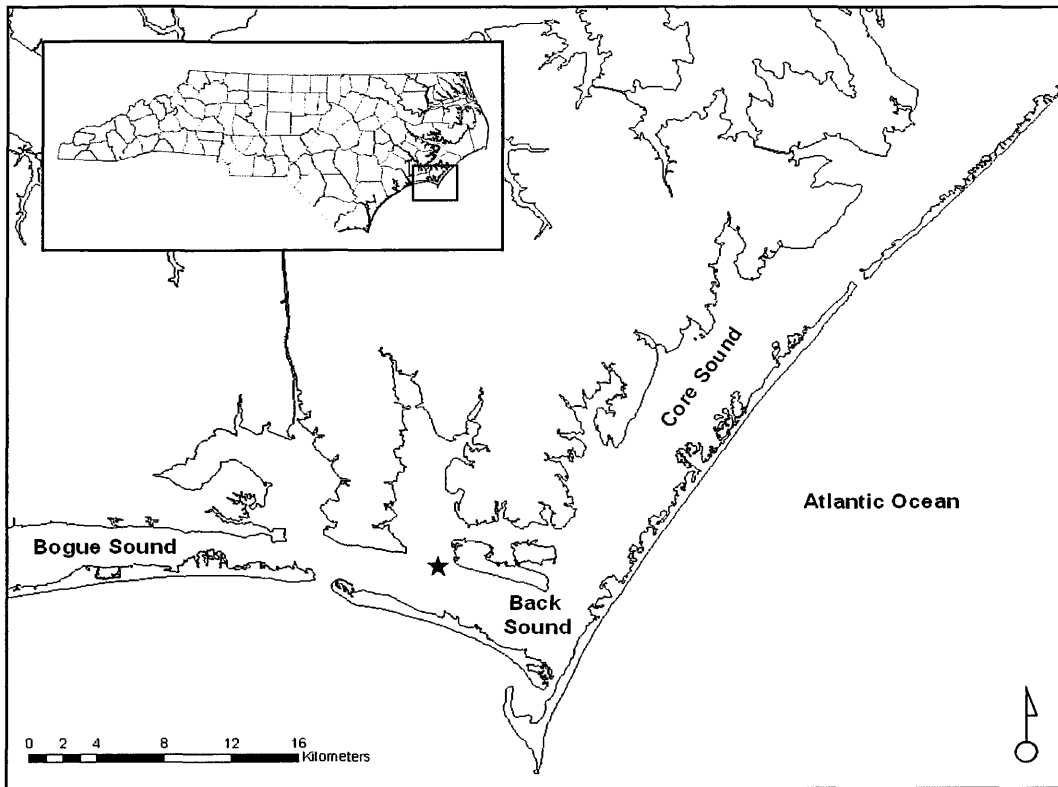 Core Sound
Atlantic Ocean
Bogue Sound
Back
Sound
0 2 4 8 12 16
Kilometers